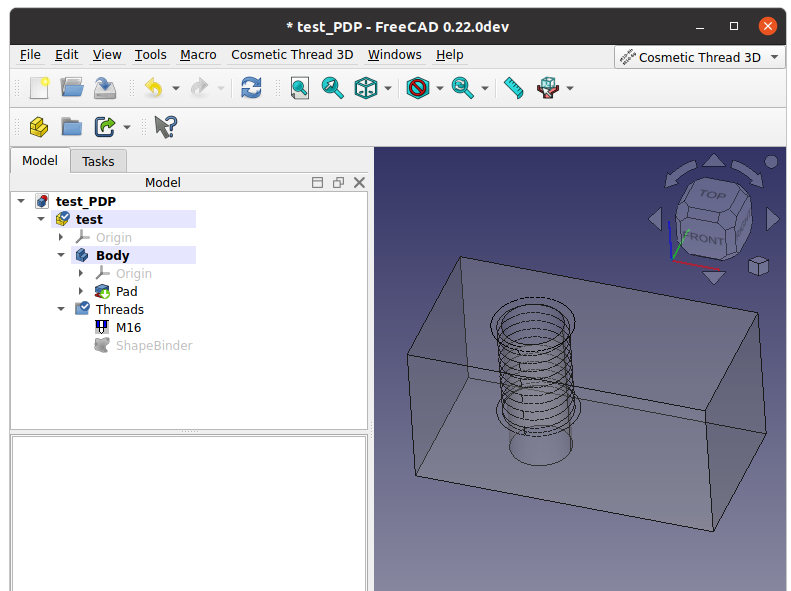 * test_PDP - FreeCAD 0.22.0dev
File Edit View Tools Macro Cosmetic Thread 3D Windows Help
Cosmetic Thread 3D
Model Tasks
Model
test_PDP
test
Origin
Body
Origin
Pad
Threads
M16
ShapeBinder
TOP
FRONT